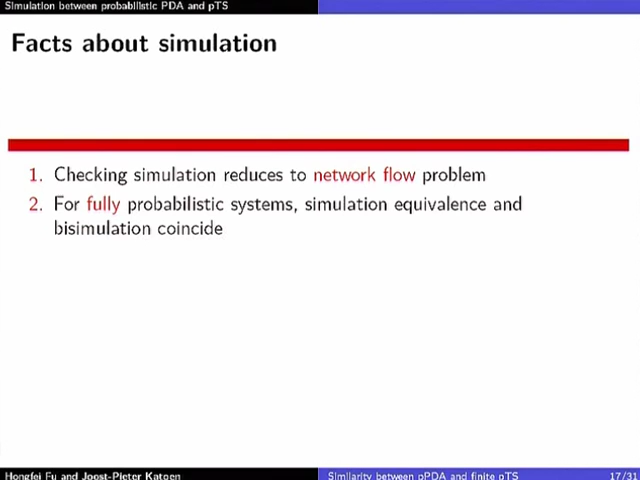 Simulation between probabilistic PDA and pTS
Facts about simulation
1. Checking simulation reduces to network flow problem
2. For fully probabilistic systems, simulation equivalence and
bisimulation coincide
Hongfei Fu and Joost-Pieter Katoen
Similarity between pPDA and finite pTS
17/31